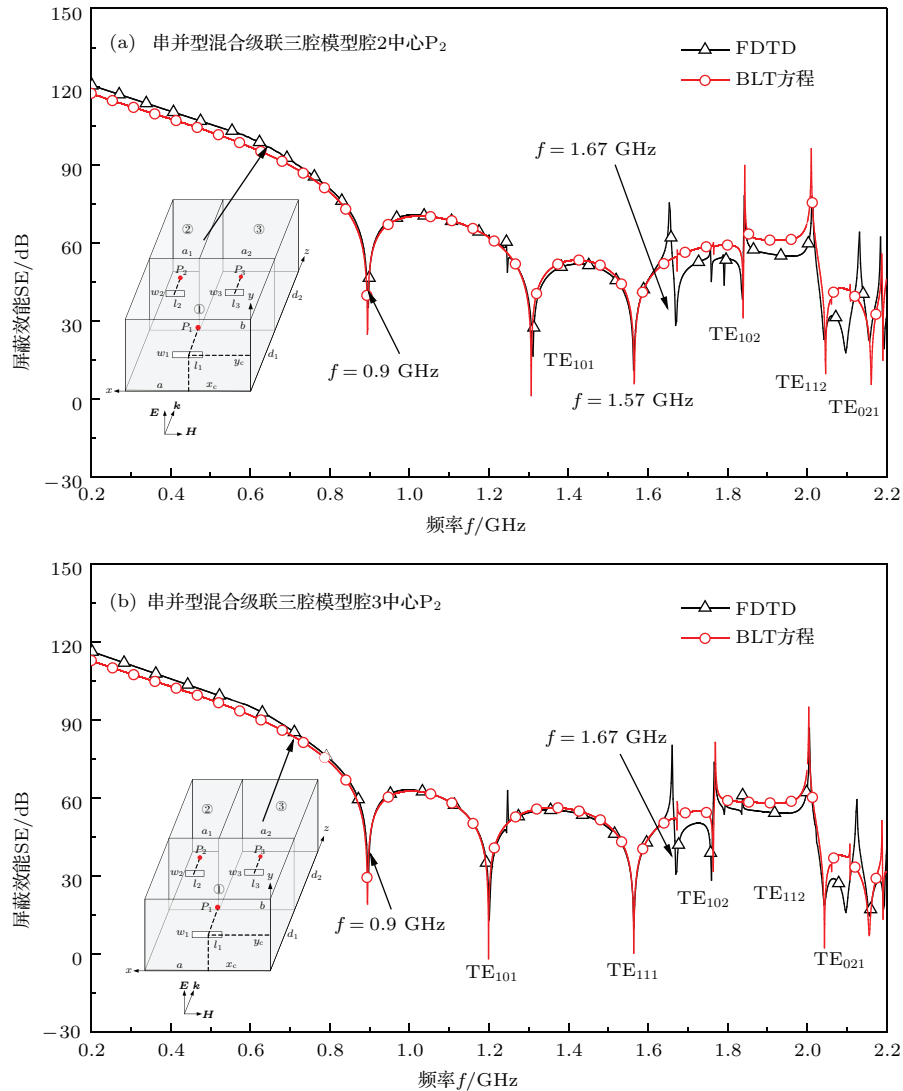 150
120
90
60
30
0
−30
屏蔽效能SE/dB
(a) 串并型混合级联三腔模型腔2中心P₂
FDTD
BLT方程
f = 1.67 GHz
f = 0.9 GHz
TE₁₀₁
f = 1.57 GHz
TE₁₀₂
TE₁₁₂
TE₀₂₁
② ③
a₁ a₂ z
P₂ P₃
w₂ l₂ w₃ l₃ y d₂
① b
P₁
w₁ l₁ y_c d₁
x a x_c
E k
H
0.2 0.4 0.6 0.8 1.0 1.2 1.4 1.6 1.8 2.0 2.2
频率f/GHz
150
120
90
60
30
0
−30
屏蔽效能SE/dB
(b) 串并型混合级联三腔模型腔3中心P₂
FDTD
BLT方程
f = 1.67 GHz
f = 0.9 GHz
TE₁₀₁
TE₁₁₁
TE₁₀₂
TE₁₁₂
TE₀₂₁
② ③
a₁ a₂ z
P₂ P₃
w₂ l₂ w₃ l₃ y d₂
① b
P₁
w₁ l₁ y_c d₁
x a x_c
E k
H
0.2 0.4 0.6 0.8 1.0 1.2 1.4 1.6 1.8 2.0 2.2
频率f/GHz